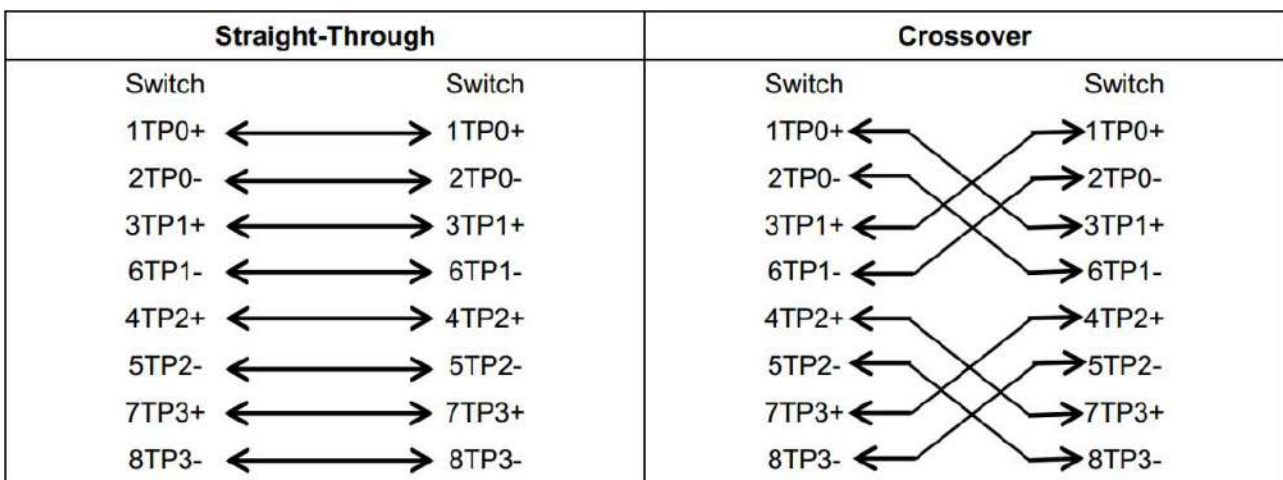 Straight-Through Crossover
Switch Switch Switch Switch
1TP0+ 1TP0+ 1TP0+ 1TP0+
2TP0- 2TP0- 2TP0- 2TP0-
3TP1+ 3TP1+ 3TP1+ 3TP1+
6TP1- 6TP1- 6TP1- 6TP1-
4TP2+ 4TP2+ 4TP2+ 4TP2+
5TP2- 5TP2- 5TP2- 5TP2-
7TP3+ 7TP3+ 7TP3+ 7TP3+
8TP3- 8TP3- 8TP3- 8TP3-